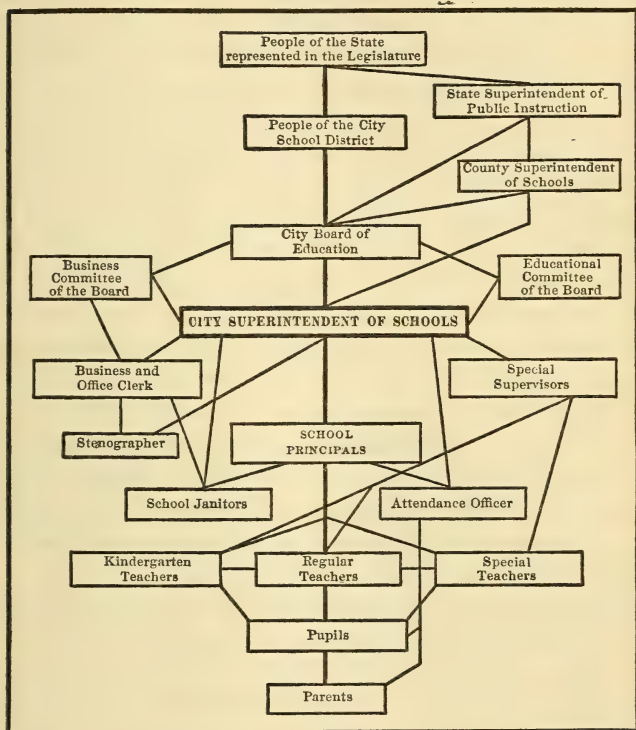 People of the State
represented in the Legislature
State Superintendent of
Public Instruction
People of the City
School District
County Superintendent
of Schools
City Board of
Education
Business
Committee
of the Board
Educational
Committee
of the Board
CITY SUPERINTENDENT OF SCHOOLS
Business and
Office Clerk
Special
Supervisors
Stenographer
SCHOOL
PRINCIPALS
School Janitors
Attendance Officer
Kindergarten
Teachers
Regular
Teachers
Special
Teachers
Pupils
Parents